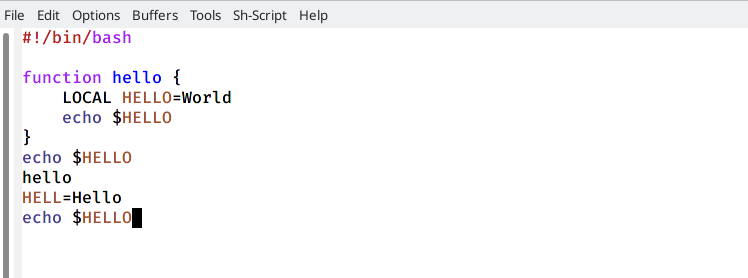 File Edit Options Buffers Tools Sh-Script Help
#!/bin/bash
function hello {
LOCAL HELLO=World
echo $HELLO
}
echo $HELLO
hello
HELL=Hello
echo $HELLO